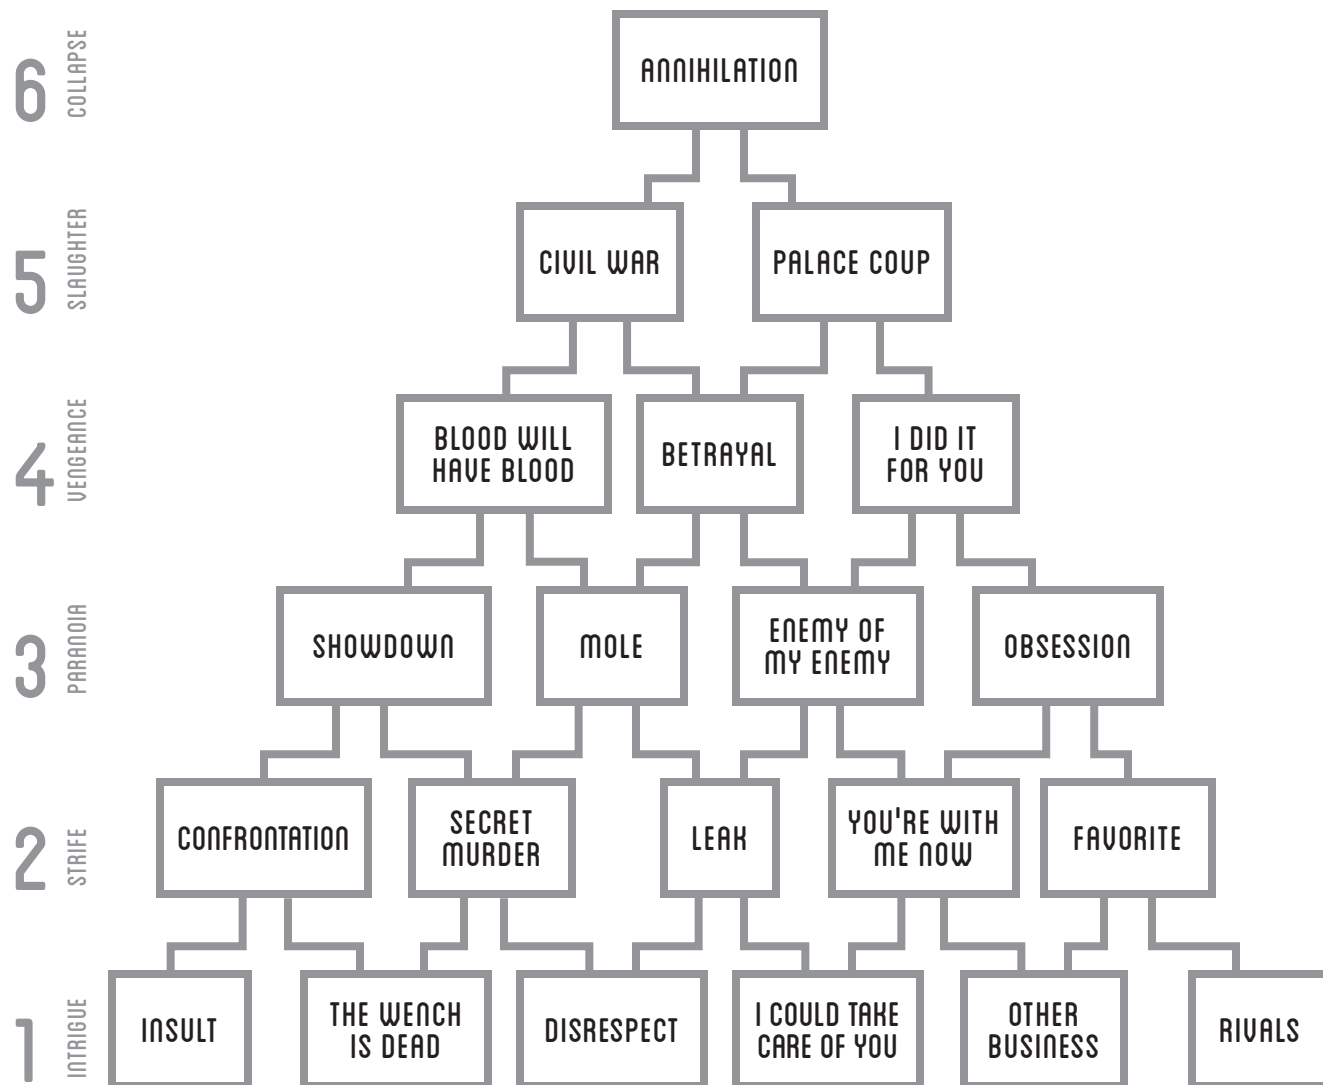 6
COLLAPSE
ANNIHILATION
5
SLAUGHTER
CIVIL WAR
PALACE COUP
4
VENGEANCE
BLOOD WILL
HAVE BLOOD
BETRAYAL
I DID IT
FOR YOU
3
PARANOIA
SHOWDOWN
MOLE
ENEMY OF
MY ENEMY
OBSESSION
2
STRIFE
CONFRONTATION
SECRET
MURDER
LEAK
YOU'RE WITH
ME NOW
FAVORITE
1
INTRIGUE
INSULT
THE WENCH
IS DEAD
DISRESPECT
I COULD TAKE
CARE OF YOU
OTHER
BUSINESS
RIVALS